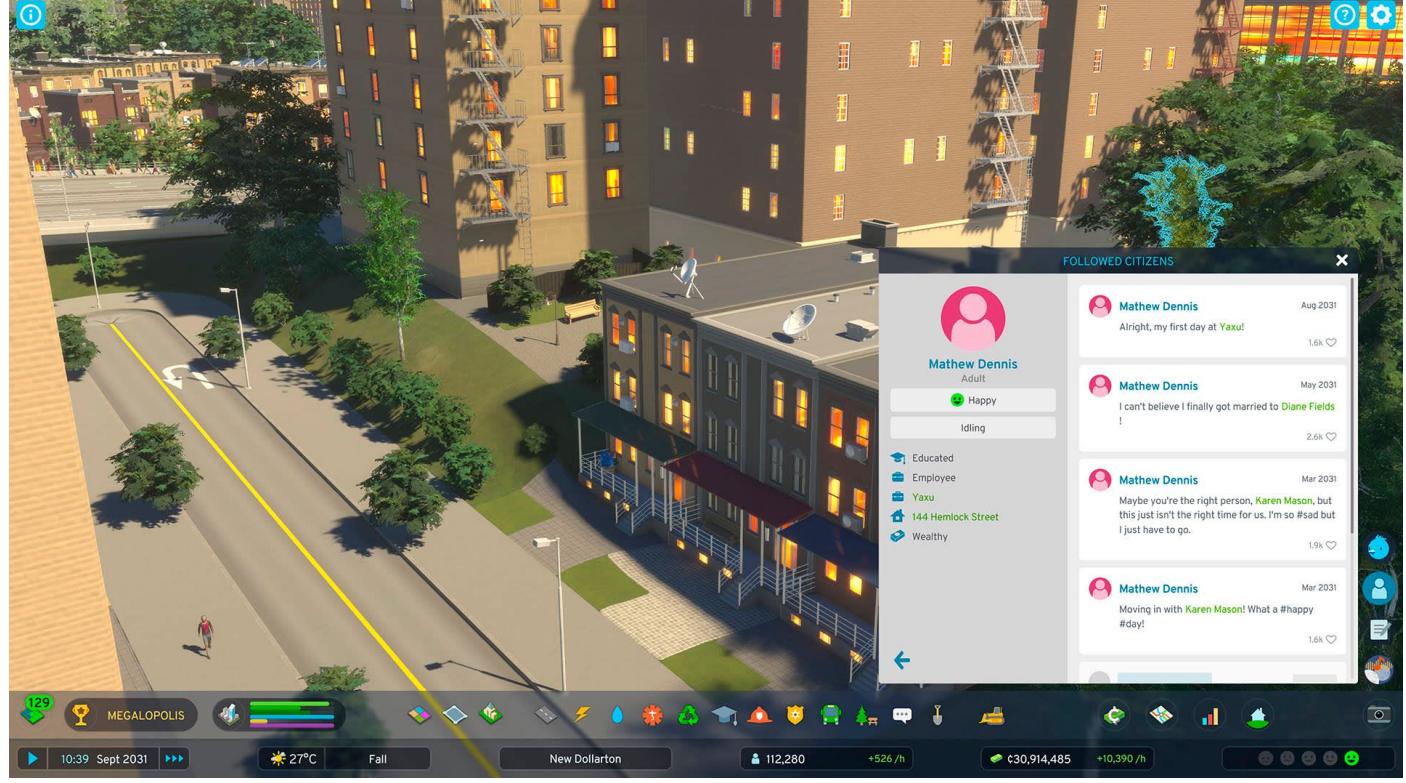 FOLLOWED CITIZENS
Mathew Dennis
Adult
Happy
Idling
Educated
Employee
Yaxu
144 Hemlock Street
Wealthy
Mathew Dennis
Aug 2031
Alright, my first day at Yaxu!
1.6k
Mathew Dennis
May 2031
I can't believe I finally got married to Diane Fields
!
2.6k
Mathew Dennis
Mar 2031
Maybe you're the right person, Karen Mason, but
this just isn't the right time for us. I'm so #sad but
I just have to go.
1.9k
Mathew Dennis
Mar 2031
Moving in with Karen Mason! What a #happy
#day!
1.6k
129
MEGALOPOLIS
10:39 Sept 2031
27°C
Fall
New Dollarton
112,280
+526 /h
¢30,914,485
+10,390 /h